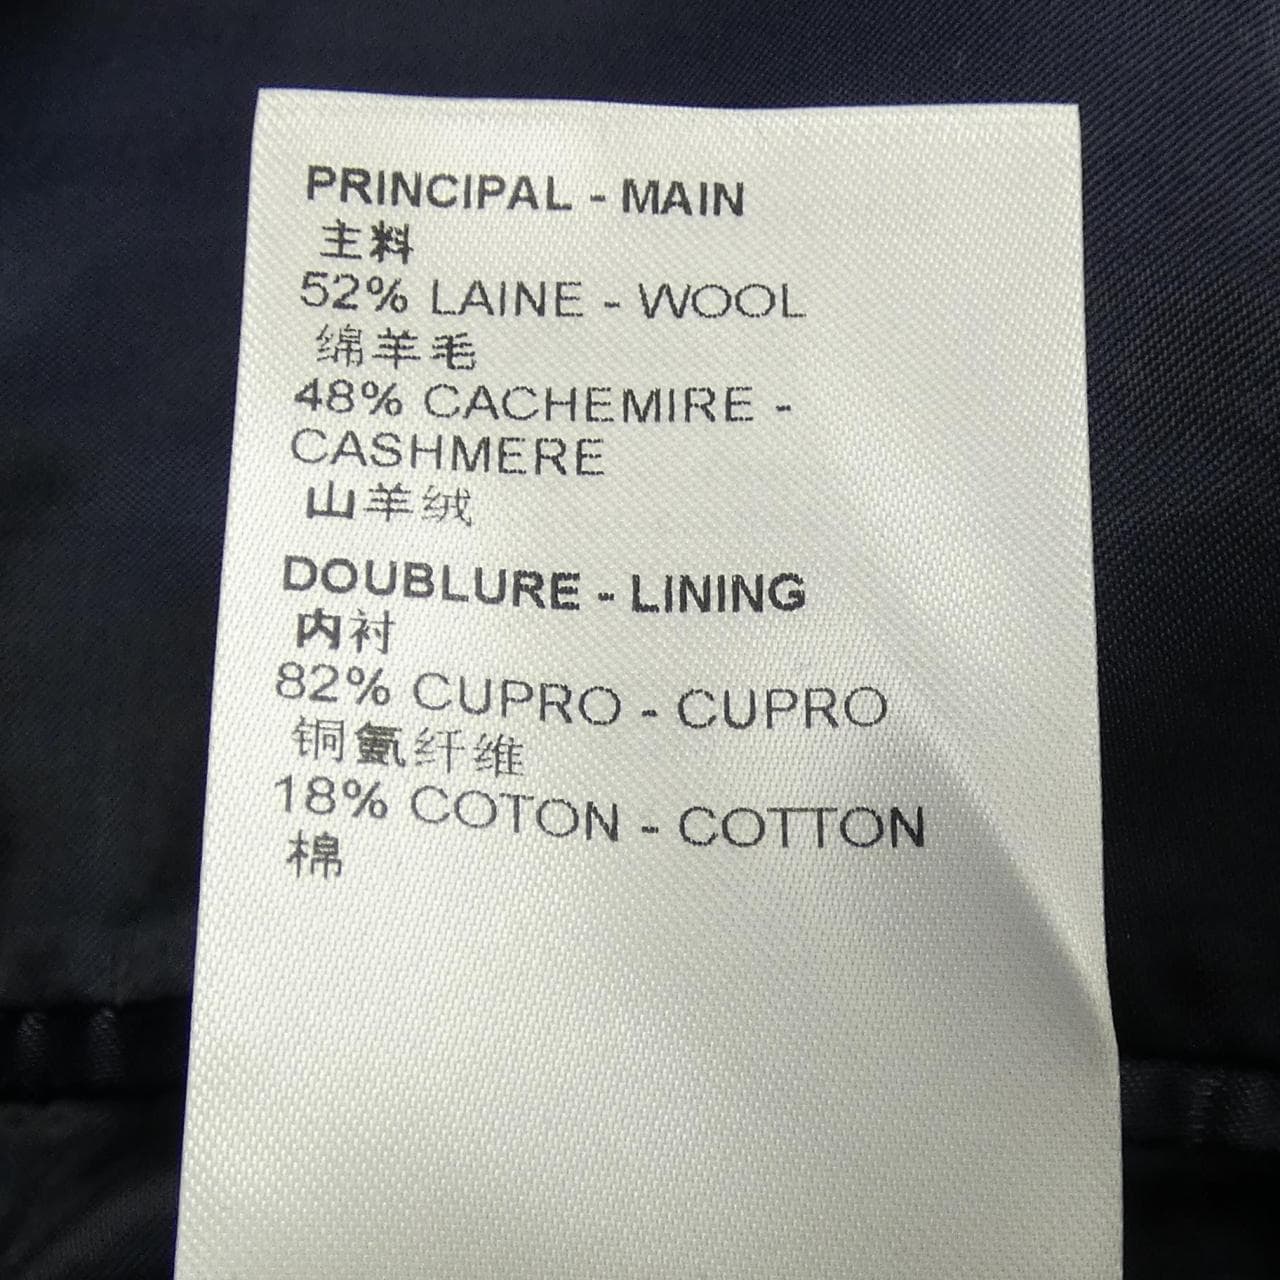 PRINCIPAL - MAIN
主料
52% LAINE - WOOL
绵羊毛
48% CACHEMIRE -
CASHMERE
山羊绒
DOUBLURE - LINING
内衬
82% CUPRO - CUPRO
铜氨纤维
18% COTON - COTTON
棉